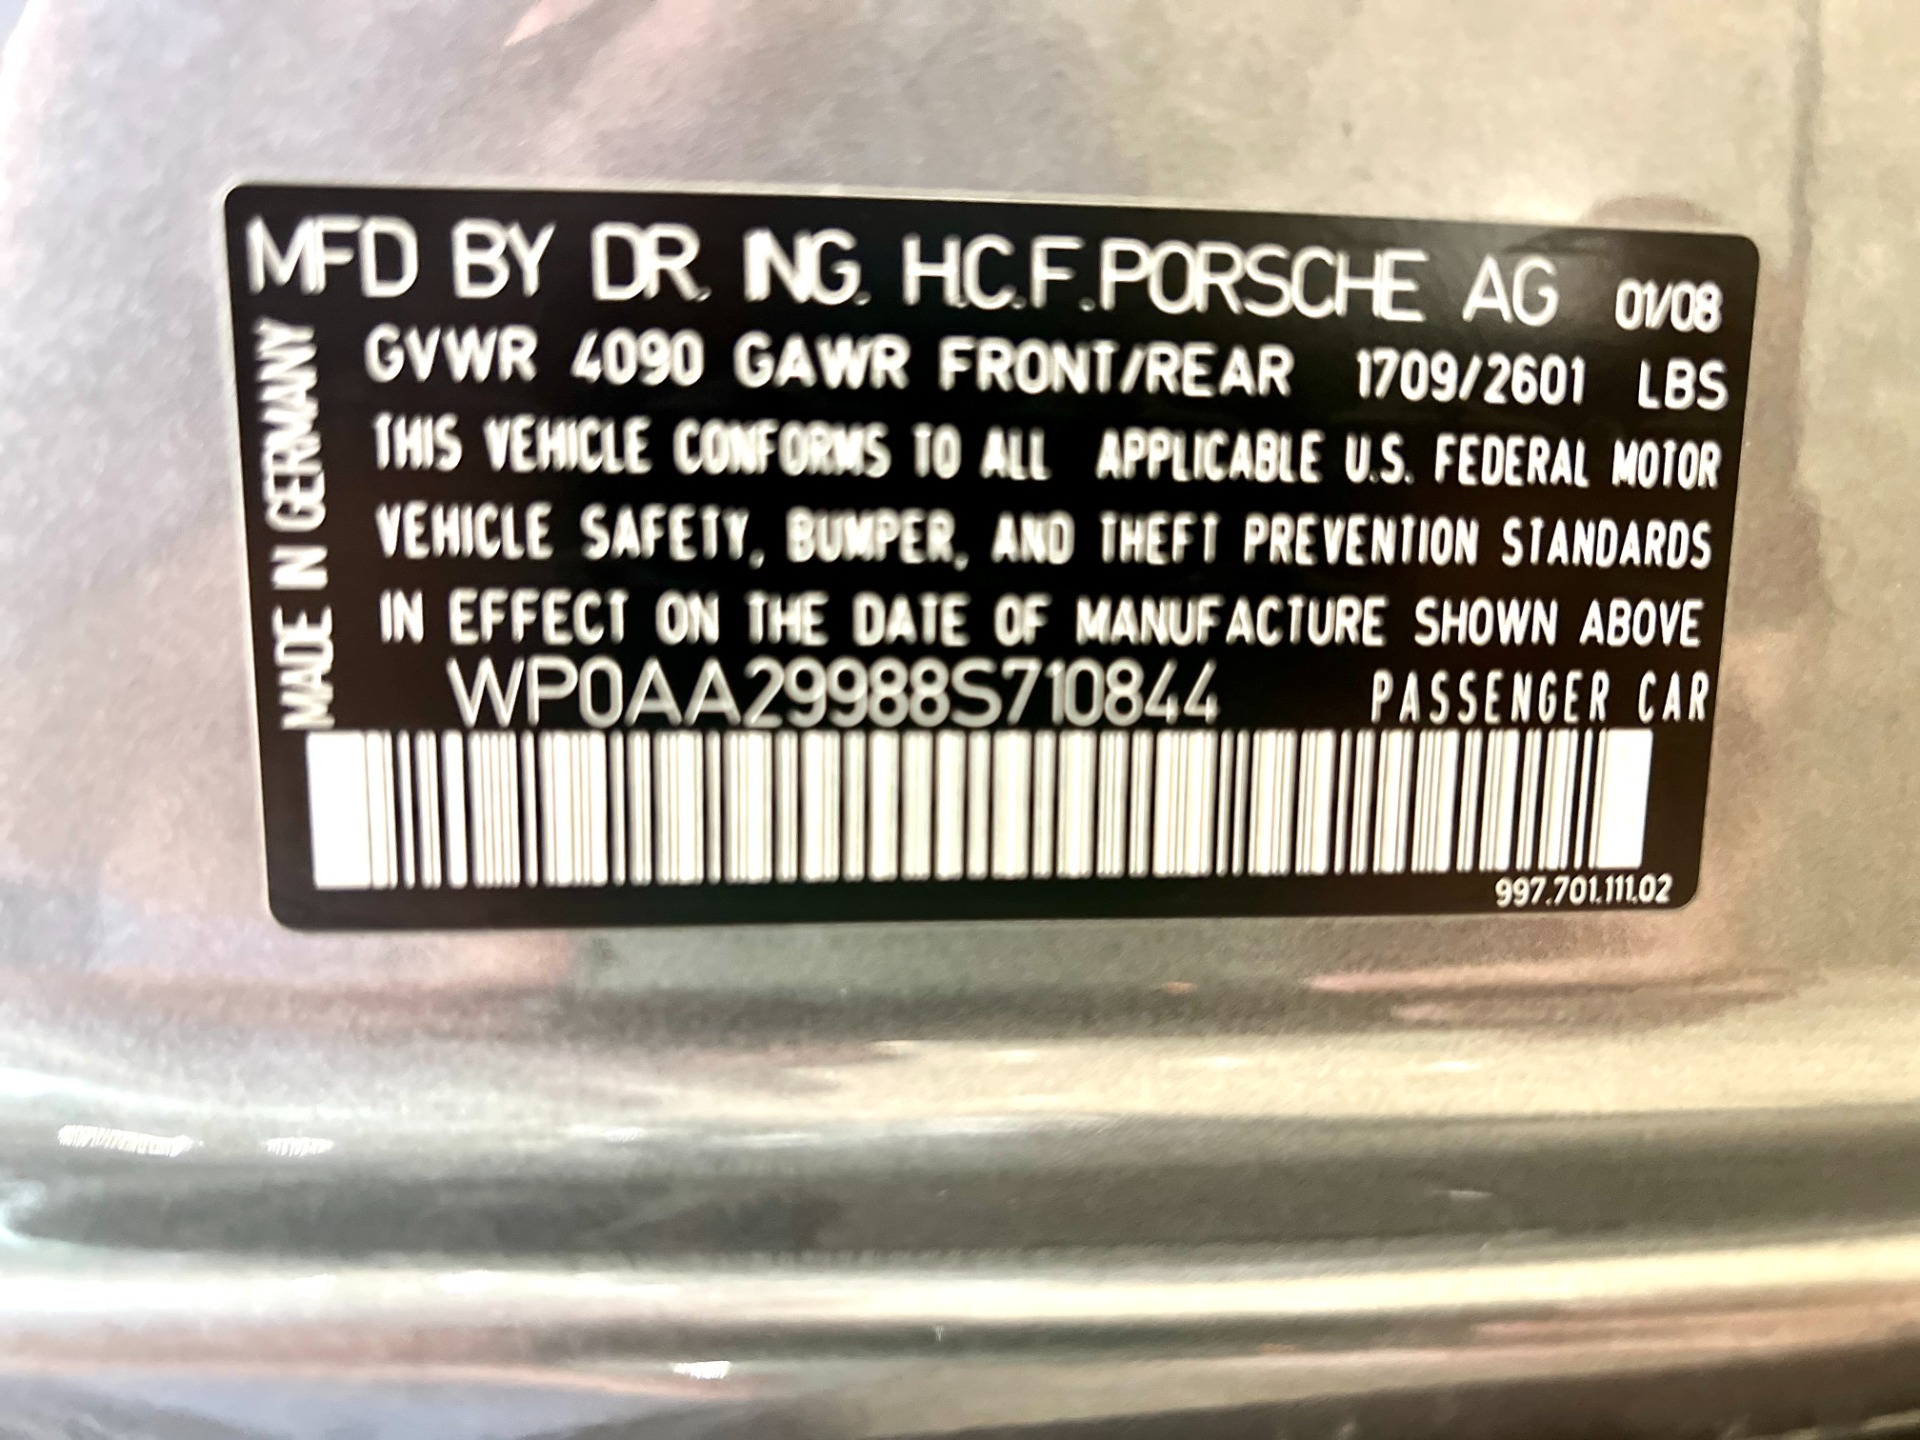 MFD BY DR. ING. H.C.F. PORSCHE AG 01/08
GVWR 4090 GAWR FRONT/REAR 1709/2601 LBS
THIS VEHICLE CONFORMS TO ALL APPLICABLE U.S. FEDERAL MOTOR
VEHICLE SAFETY, BUMPER, AND THEFT PREVENTION STANDARDS
IN EFFECT ON THE DATE OF MANUFACTURE SHOWN ABOVE
WP0AA29988S710844 PASSENGER CAR
MADE IN GERMANY
997.701.111.02